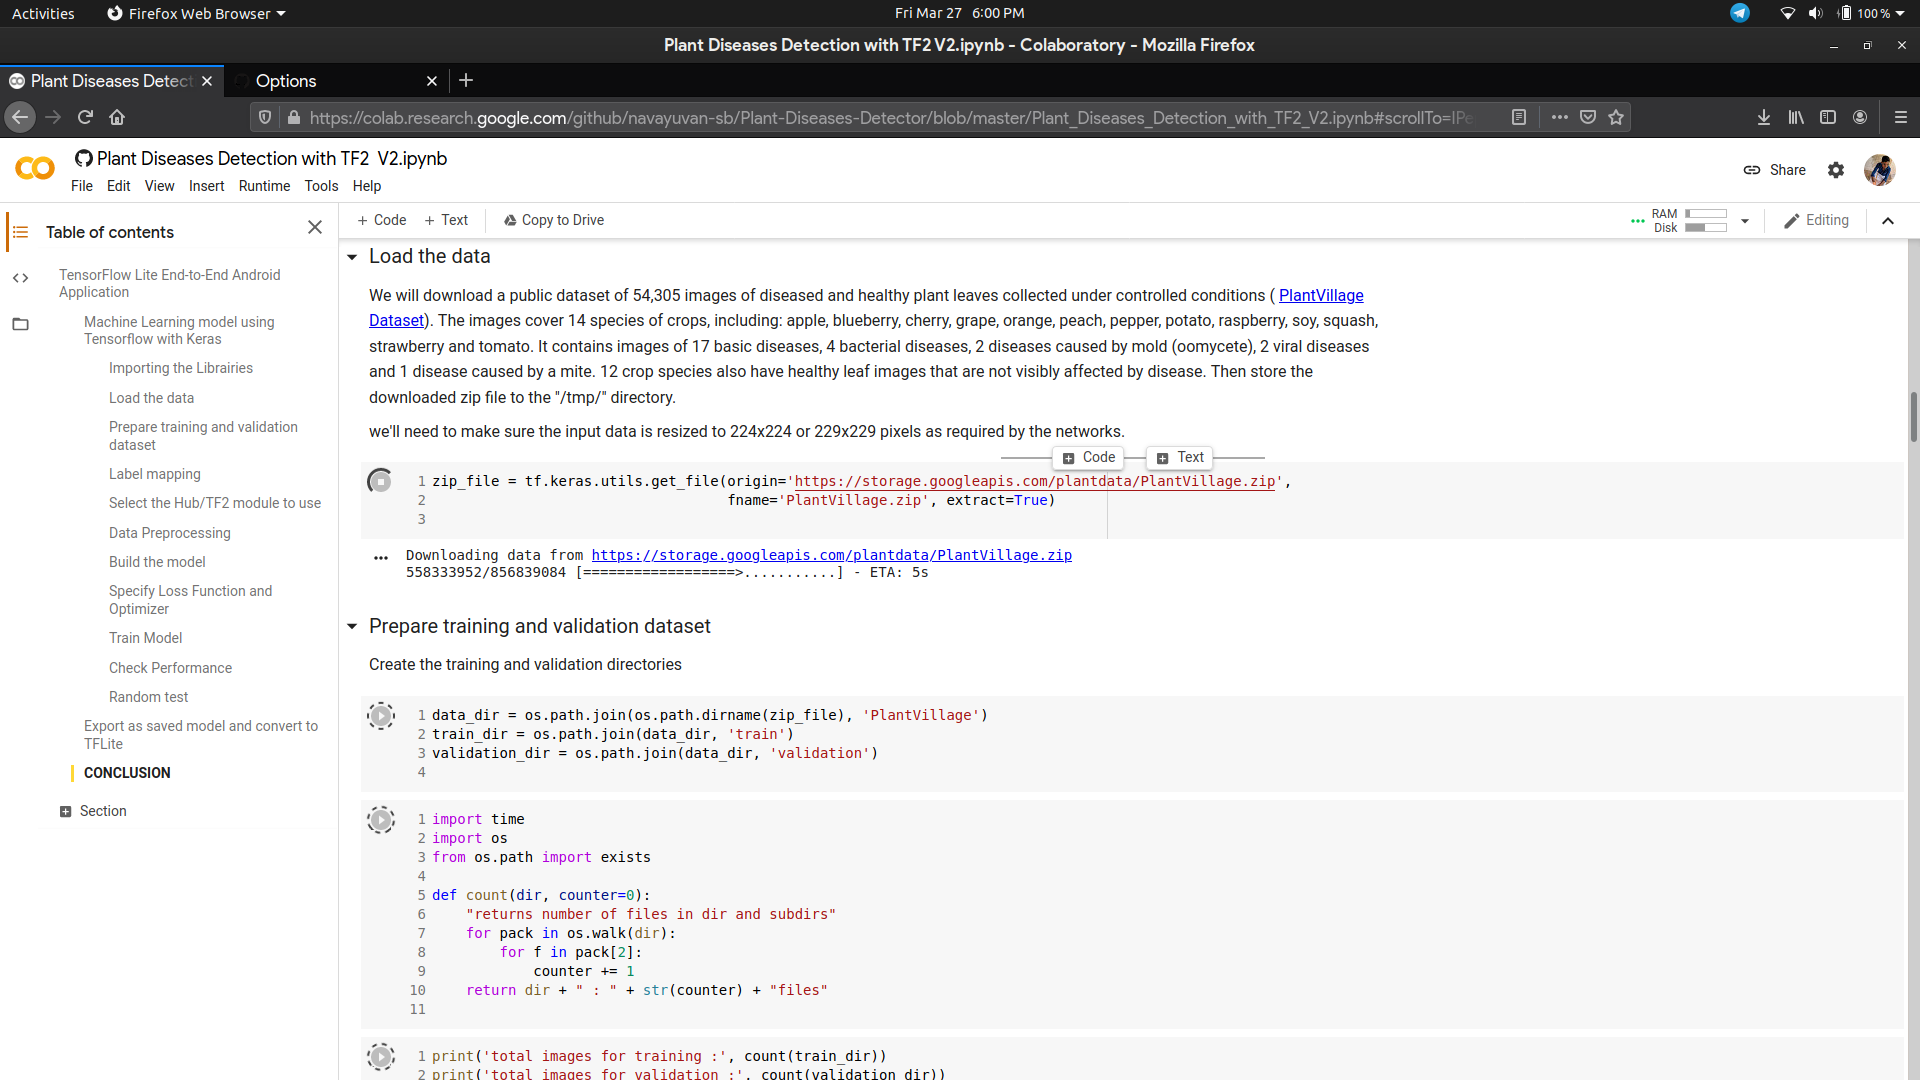 Activities
Firefox Web Browser
Fri Mar 27 6:00 PM
100 %
Plant Diseases Detection with TF2 V2.ipynb - Colaboratory - Mozilla Firefox
Plant Diseases Detect
Options
https://colab.research.google.com/github/navayuvan-sb/Plant-Diseases-Detector/blob/master/Plant_Diseases_Detection_with_TF2_V2.ipynb#scrollTo=IPe
Plant Diseases Detection with TF2 V2.ipynb
File Edit View Insert Runtime Tools Help
Share
Table of contents
TensorFlow Lite End-to-End Android
Application
Machine Learning model using
Tensorflow with Keras
Importing the Librairies
Load the data
Prepare training and validation
dataset
Label mapping
Select the Hub/TF2 module to use
Data Preprocessing
Build the model
Specify Loss Function and
Optimizer
Train Model
Check Performance
Random test
Export as saved model and convert to
TFLite
CONCLUSION
Section
+ Code + Text Copy to Drive
RAM
Disk
Editing
Load the data
We will download a public dataset of 54,305 images of diseased and healthy plant leaves collected under controlled conditions ( PlantVillage
Dataset). The images cover 14 species of crops, including: apple, blueberry, cherry, grape, orange, peach, pepper, potato, raspberry, soy, squash,
strawberry and tomato. It contains images of 17 basic diseases, 4 bacterial diseases, 2 diseases caused by mold (oomycete), 2 viral diseases
and 1 disease caused by a mite. 12 crop species also have healthy leaf images that are not visibly affected by disease. Then store the
downloaded zip file to the "/tmp/" directory.
we'll need to make sure the input data is resized to 224x224 or 229x229 pixels as required by the networks.
Code Text
1 zip_file = tf.keras.utils.get_file(origin='https://storage.googleapis.com/plantdata/PlantVillage.zip',
2 fname='PlantVillage.zip', extract=True)
3
Downloading data from https://storage.googleapis.com/plantdata/PlantVillage.zip
558333952/856839084 [==================>...........] - ETA: 5s
Prepare training and validation dataset
Create the training and validation directories
1 data_dir = os.path.join(os.path.dirname(zip_file), 'PlantVillage')
2 train_dir = os.path.join(data_dir, 'train')
3 validation_dir = os.path.join(data_dir, 'validation')
4
1 import time
2 import os
3 from os.path import exists
4
5 def count(dir, counter=0):
6 "returns number of files in dir and subdirs"
7 for pack in os.walk(dir):
8 for f in pack[2]:
9 counter += 1
10 return dir + " : " + str(counter) + "files"
11
1 print('total images for training :', count(train_dir))
2 print('total images for validation :', count(validation_dir))